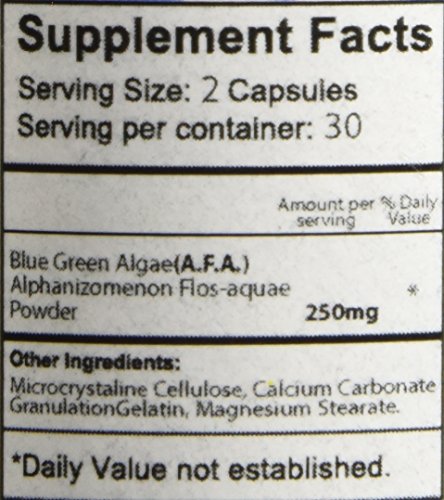 Supplement Facts
Serving Size: 2 Capsules
Serving per container: 30
Amount per % Daily
serving Value
Blue Green Algae(A.F.A.)
Alphanizomenon Flos-aquae *
Powder 250mg
Other Ingredients:
Microcrystaline Cellulose, Calcium Carbonate
GranulationGelatin, Magnesium Stearate.
*Daily Value not established.